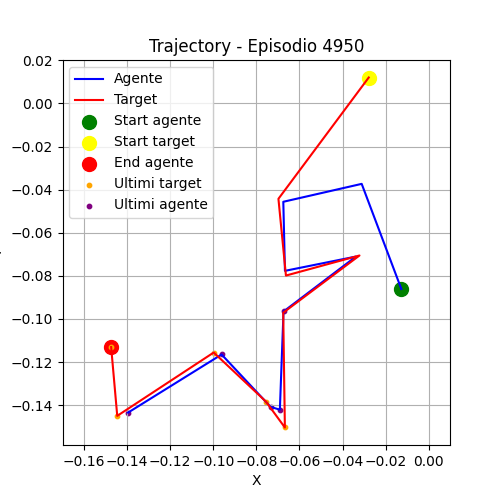 Trajectory - Episodio 4950
Agente
Target
Start agente
Start target
End agente
Ultimi target
Ultimi agente
0.02
0.00
−0.02
−0.04
−0.06
−0.08
−0.10
−0.12
−0.14
−0.16 −0.14 −0.12 −0.10 −0.08 −0.06 −0.04 −0.02 0.00
X